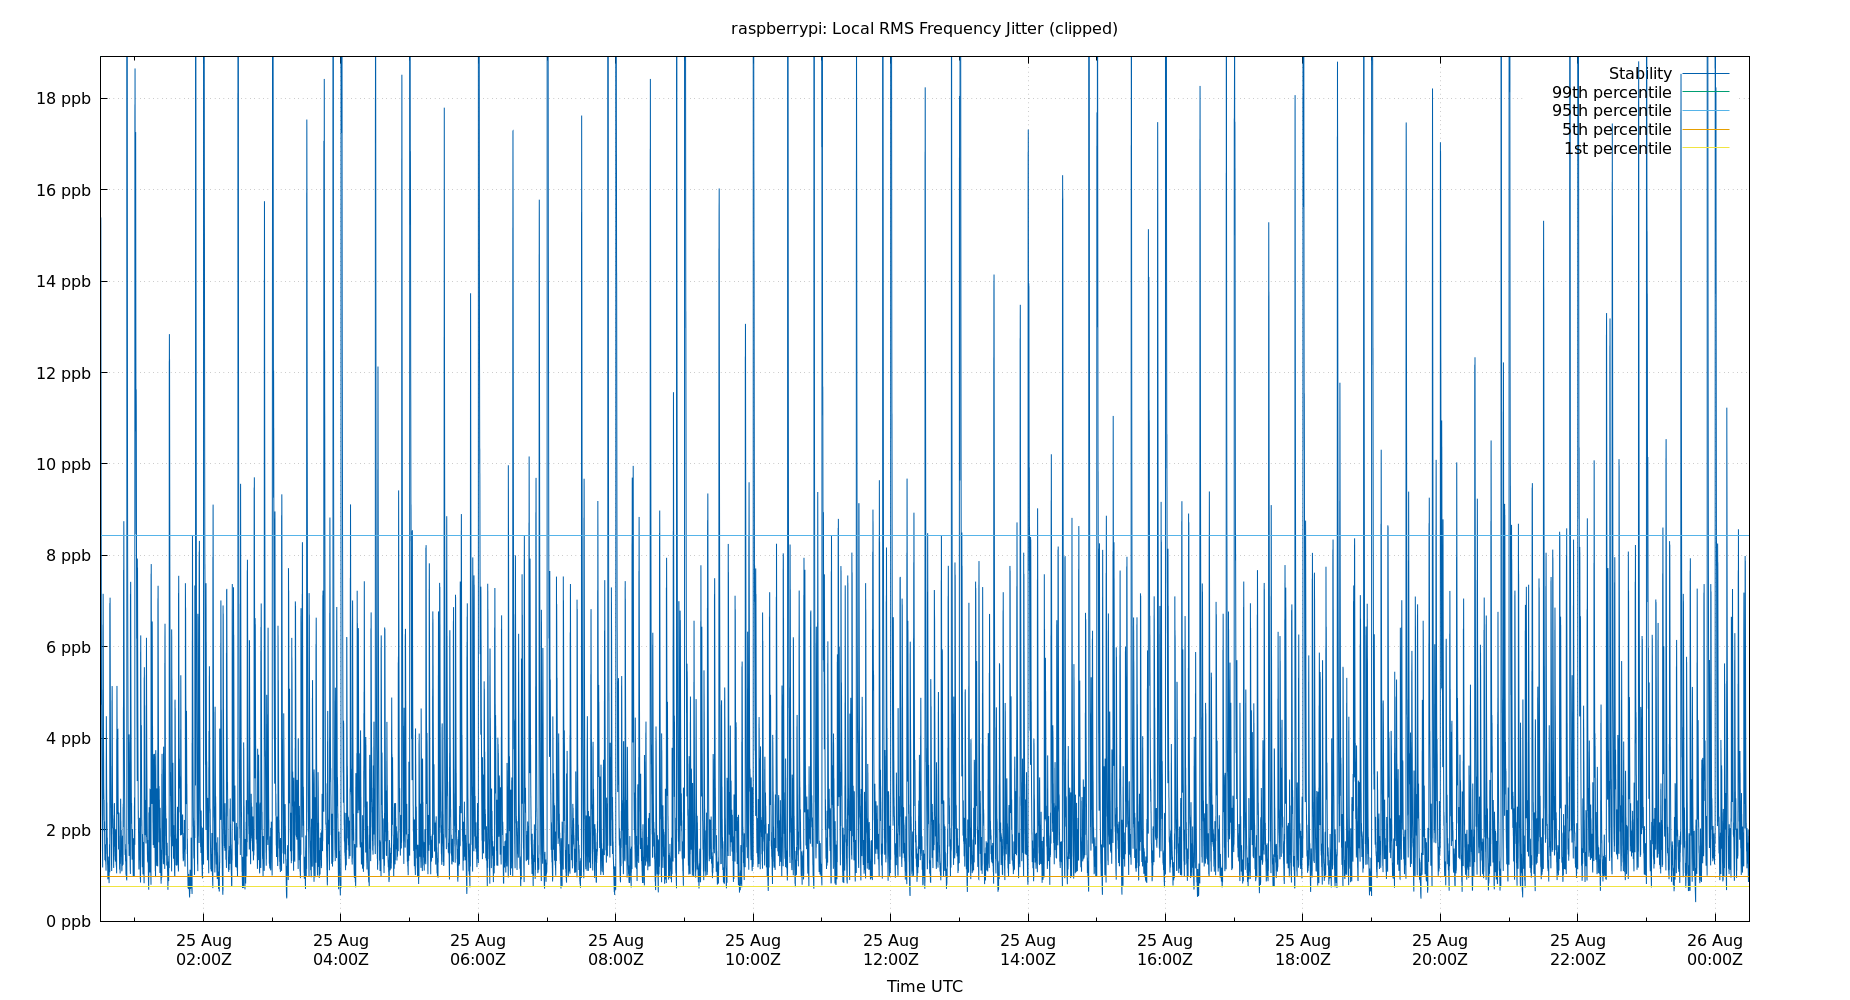 raspberrypi: Local RMS Frequency Jitter (clipped)
Stability
99th percentile
95th percentile
5th percentile
1st percentile
18 ppb
16 ppb
14 ppb
12 ppb
10 ppb
8 ppb
6 ppb
4 ppb
2 ppb
0 ppb
25 Aug 25 Aug 25 Aug 25 Aug 25 Aug 25 Aug 25 Aug 25 Aug 25 Aug 25 Aug 25 Aug 26 Aug
02:00Z 04:00Z 06:00Z 08:00Z 10:00Z 12:00Z 14:00Z 16:00Z 18:00Z 20:00Z 22:00Z 00:00Z
Time UTC